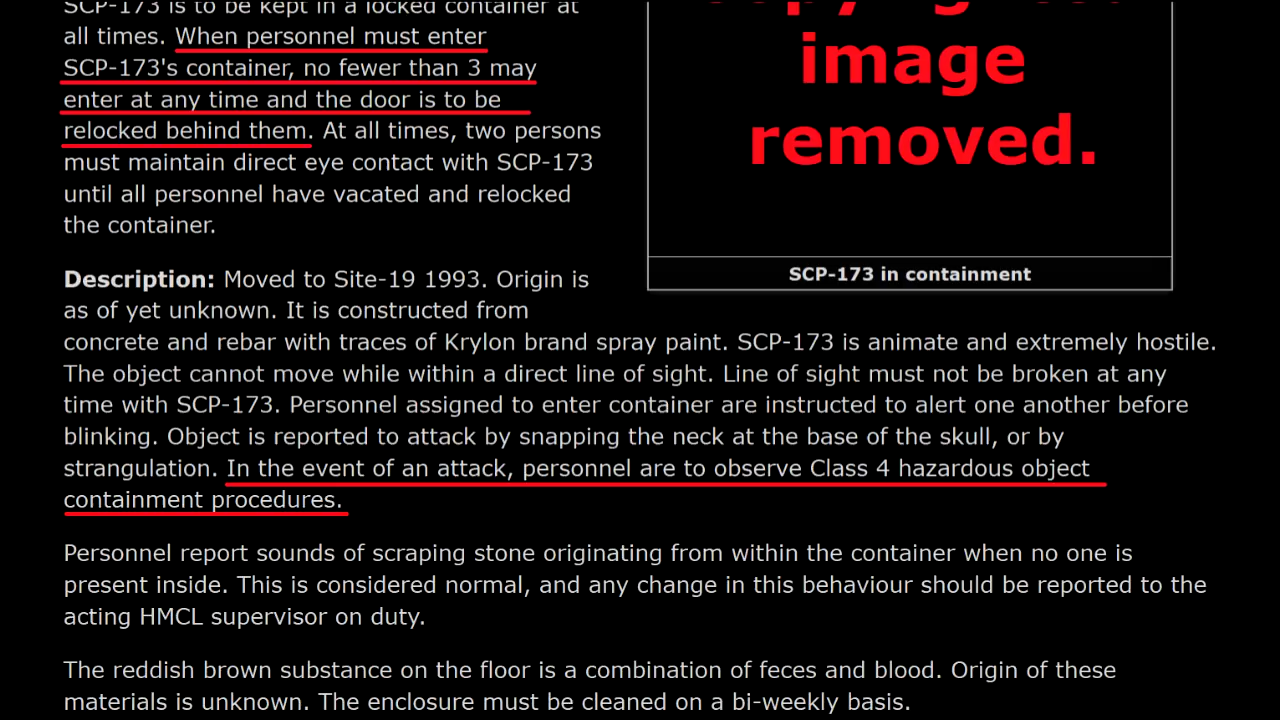 SCP-173 is to be kept in a locked container at
all times. When personnel must enter
SCP-173's container, no fewer than 3 may
enter at any time and the door is to be
relocked behind them. At all times, two persons
must maintain direct eye contact with SCP-173
until all personnel have vacated and relocked
the container.
image
removed.
SCP-173 in containment
Description: Moved to Site-19 1993. Origin is
as of yet unknown. It is constructed from
concrete and rebar with traces of Krylon brand spray paint. SCP-173 is animate and extremely hostile.
The object cannot move while within a direct line of sight. Line of sight must not be broken at any
time with SCP-173. Personnel assigned to enter container are instructed to alert one another before
blinking. Object is reported to attack by snapping the neck at the base of the skull, or by
strangulation. In the event of an attack, personnel are to observe Class 4 hazardous object
containment procedures.
Personnel report sounds of scraping stone originating from within the container when no one is
present inside. This is considered normal, and any change in this behaviour should be reported to the
acting HMCL supervisor on duty.
The reddish brown substance on the floor is a combination of feces and blood. Origin of these
materials is unknown. The enclosure must be cleaned on a bi-weekly basis.